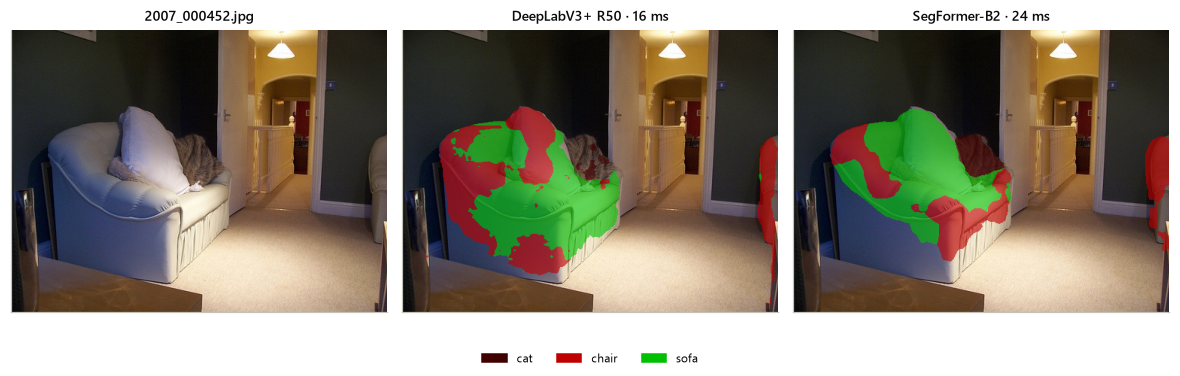 2007_000452.jpg
DeepLabV3+ R50 · 16 ms
SegFormer-B2 · 24 ms
cat
chair
sofa